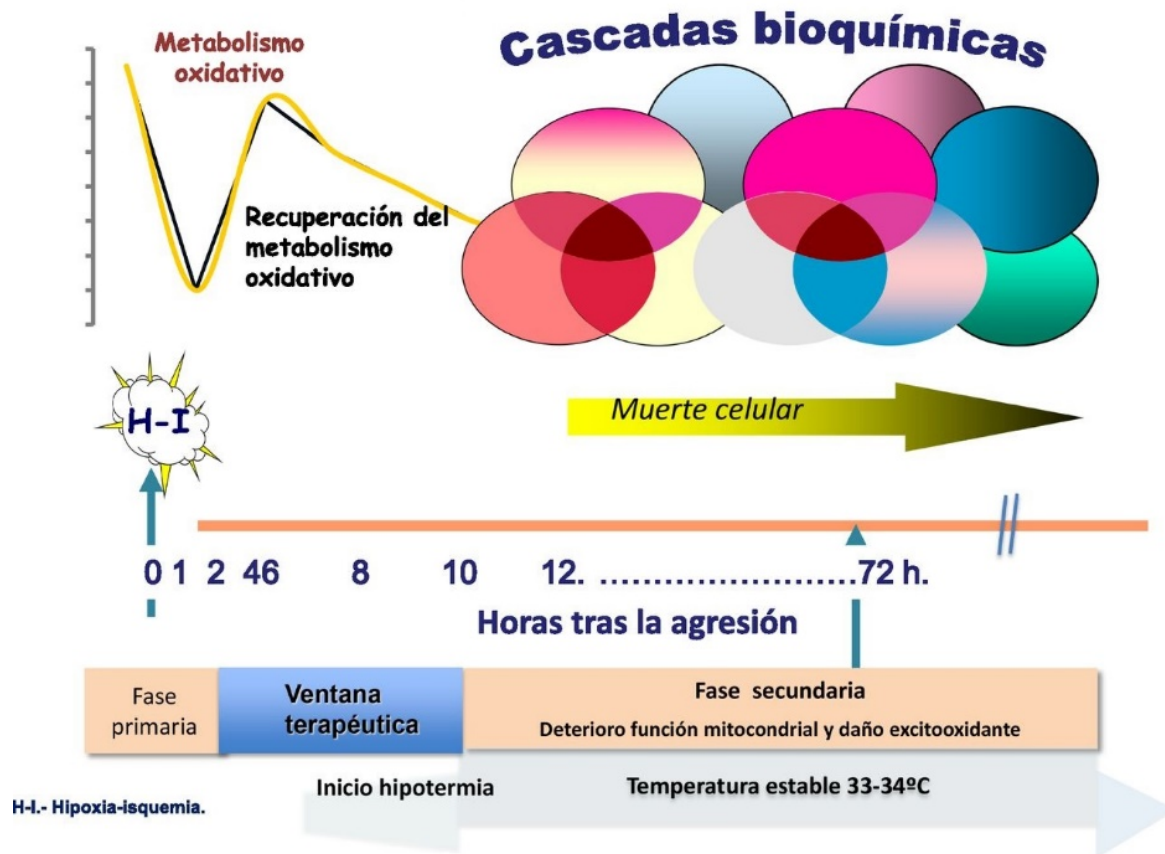 Cascadas bioquímicas
Metabolismo
oxidativo
Recuperación del
metabolismo
oxidativo
H-I
Muerte celular
0 1 2 46 8 10 12. ..........................72 h.
Horas tras la agresión
Fase
primaria
Ventana
terapéutica
Fase secundaria
Deterioro función mitocondrial y daño excitooxidante
Inicio hipotermia
Temperatura estable 33-34ºC
H-I.- Hipoxia-isquemia.